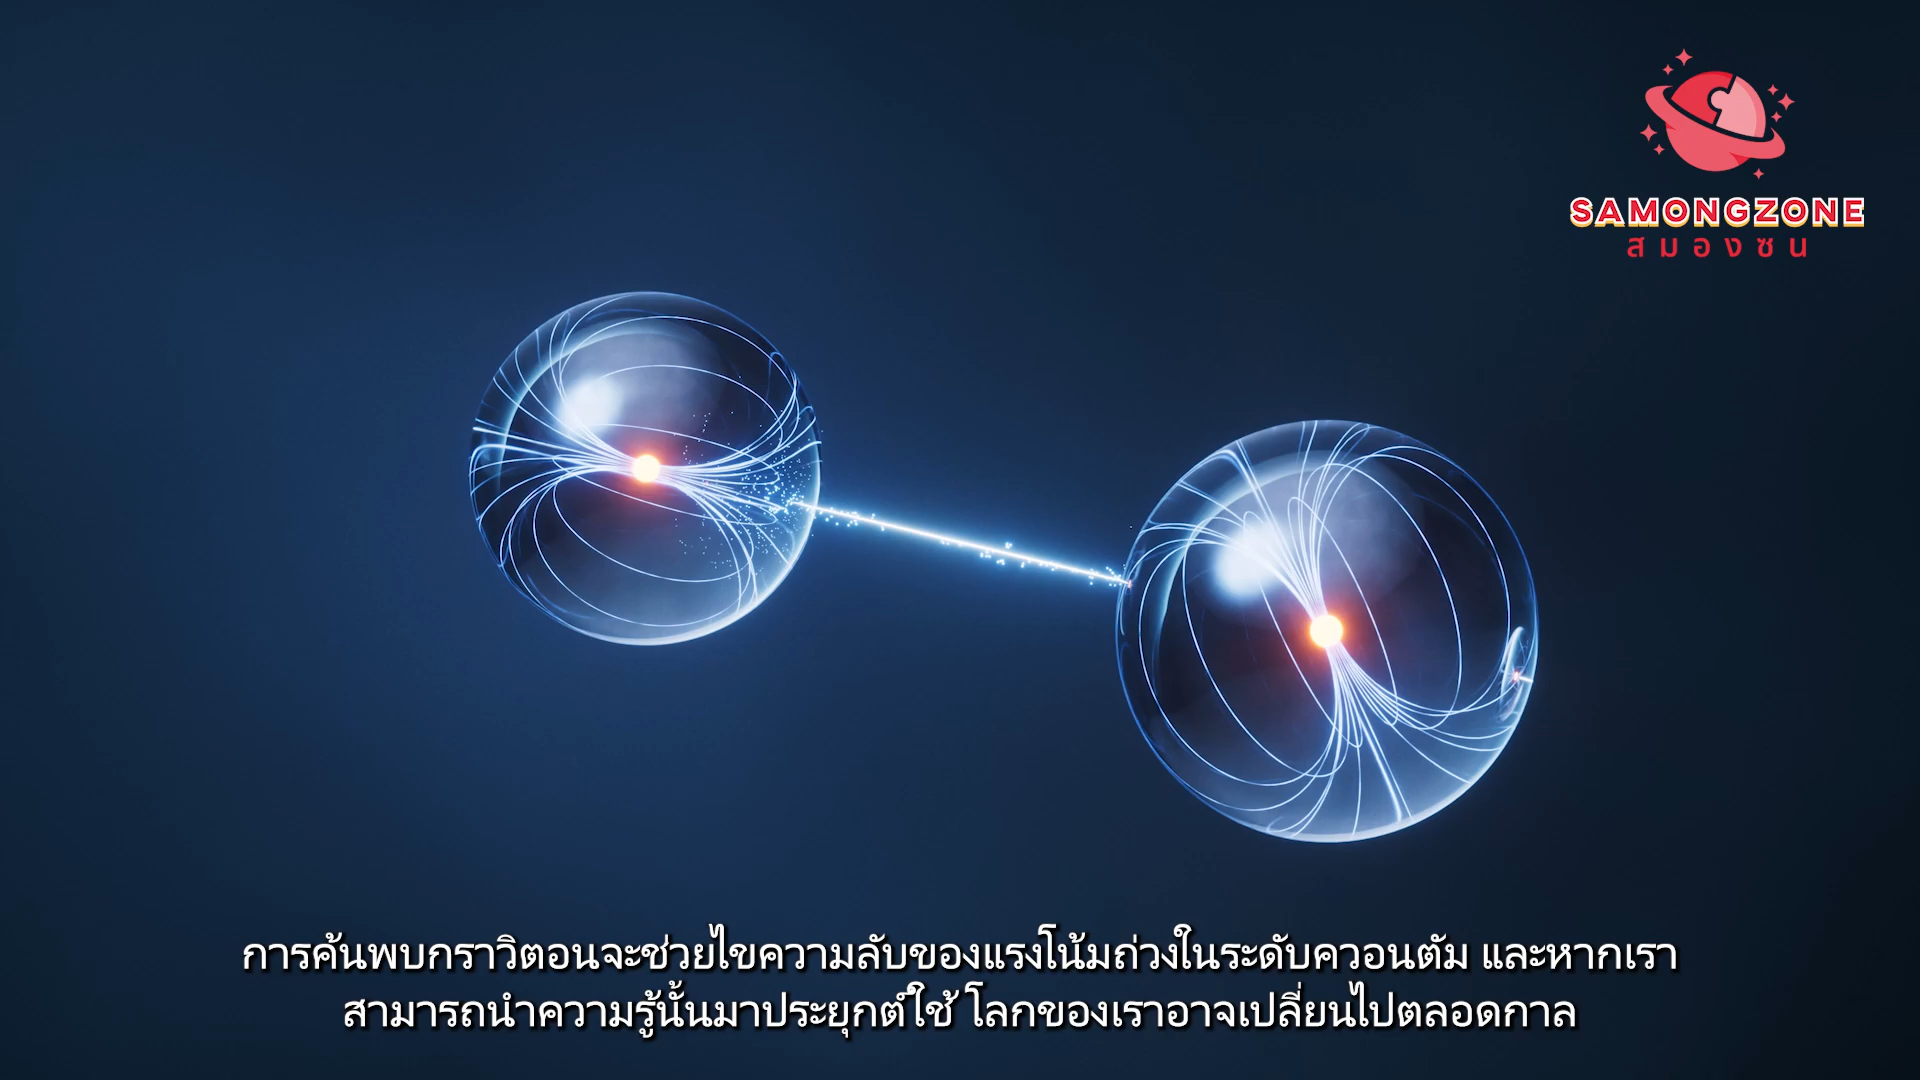 SAMONGZONE
สมองซน
การค้นพบกราวิตอนจะช่วยไขความลับของแรงโน้มถ่วงในระดับควอนตัม และหากเรา
สามารถนำความรู้นั้นมาประยุกต์ใช้ โลกของเราอาจเปลี่ยนไปตลอดกาล